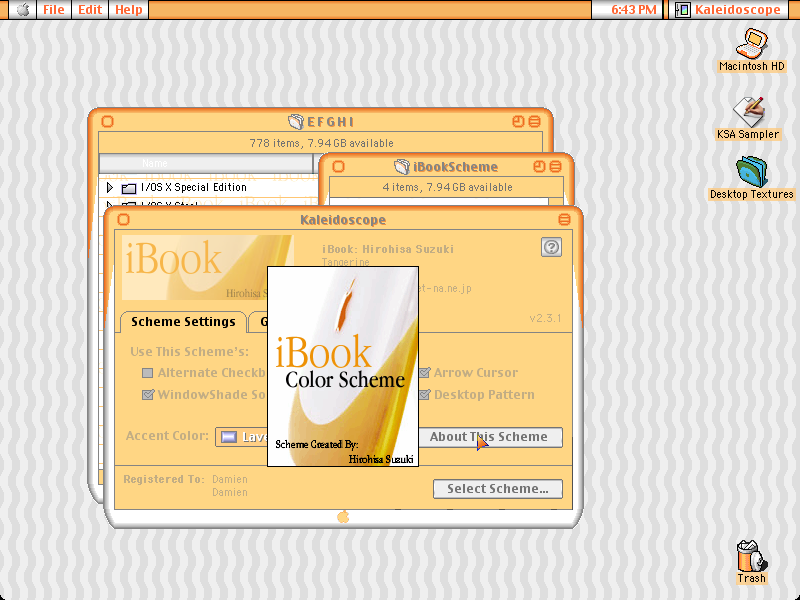 File Edit Help
6:43 PM
Kaleidoscope
Macintosh HD
KSA Sampler
Desktop Textures
Trash
EFGHI
778 items, 7.94 GB available
Name
I/OS X Special Edition
iBookScheme
4 items, 7.94 GB available
Kaleidoscope
iBook
Hirohisa S
iBook: Hirohisa Suzuki
Tangerine
et-na.ne.jp
v2.3.1
?
Scheme Settings
G
Use This Scheme's:
Alternate Checkb
Arrow Cursor
WindowShade So
Desktop Pattern
Accent Color:
Lave
About This Scheme
Registered To: Damien
Damien
Select Scheme...
iBook
Color Scheme
Scheme Created By:
Hirohisa Suzuki